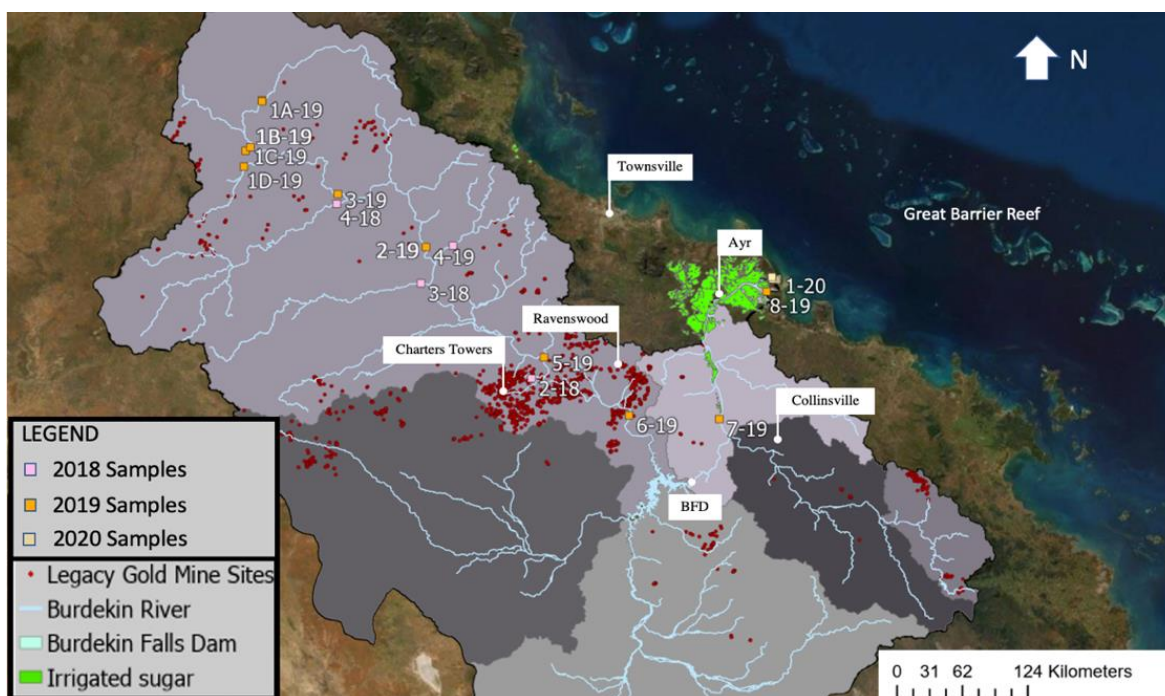 N
1A-19
1B-19
1C-19
1D-19
Townsville
3-19
4-18
Great Barrier Reef
2-19
4-19
Ayr
3-18
1-20
8-19
Ravenswood
Charters Towers
5-19
2-18
Collinsville
6-19
7-19
BFD
LEGEND
2018 Samples
2019 Samples
2020 Samples
Legacy Gold Mine Sites
Burdekin River
Burdekin Falls Dam
Irrigated sugar
0 31 62 124 Kilometers